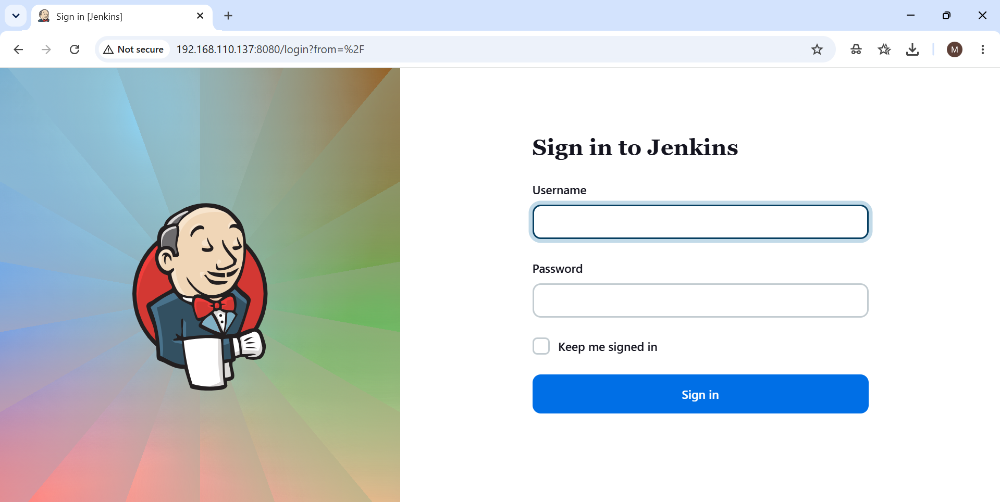 Sign in [Jenkins]
Not secure
192.168.110.137:8080/login?from=%2F
M
Sign in to Jenkins
Username
Password
Keep me signed in
Sign in